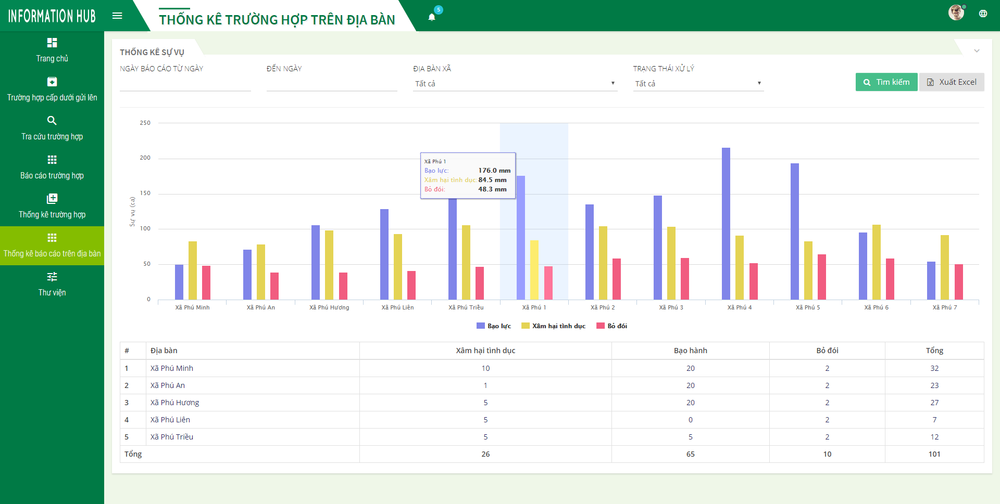 INFORMATION HUB
THỐNG KÊ TRƯỜNG HỢP TRÊN ĐỊA BÀN
5
Trang chủ
Trường hợp cấp dưới gửi lên
Tra cứu trường hợp
Báo cáo trường hợp
Thống kê trường hợp
Thống kê báo cáo trên địa bàn
Thư viện
THỐNG KÊ SỰ VỤ
NGÀY BÁO CÁO TỪ NGÀY ĐẾN NGÀY ĐỊA BÀN XÃ TRẠNG THÁI XỬ LÝ
Tất cả Tất cả Tìm kiếm Xuất Excel
250
200
150
100
50
0
Sự vụ (ca)
Xã Phú 1
Bạo lực: 176.0 mm
Xâm hại tình dục: 84.5 mm
Bỏ đói: 48.3 mm
Xã Phú Minh Xã Phú An Xã Phú Hương Xã Phú Liên Xã Phú Triều Xã Phú 1 Xã Phú 2 Xã Phú 3 Xã Phú 4 Xã Phú 5 Xã Phú 6 Xã Phú 7
Bạo lực Xâm hại tình dục Bỏ đói
# Địa bàn Xâm hại tình dục Bạo hành Bỏ đói Tổng
1 Xã Phú Minh 10 20 2 32
2 Xã Phú An 1 20 2 23
3 Xã Phú Hương 5 20 2 27
4 Xã Phú Liên 5 0 2 7
5 Xã Phú Triều 5 5 2 12
Tổng 26 65 10 101